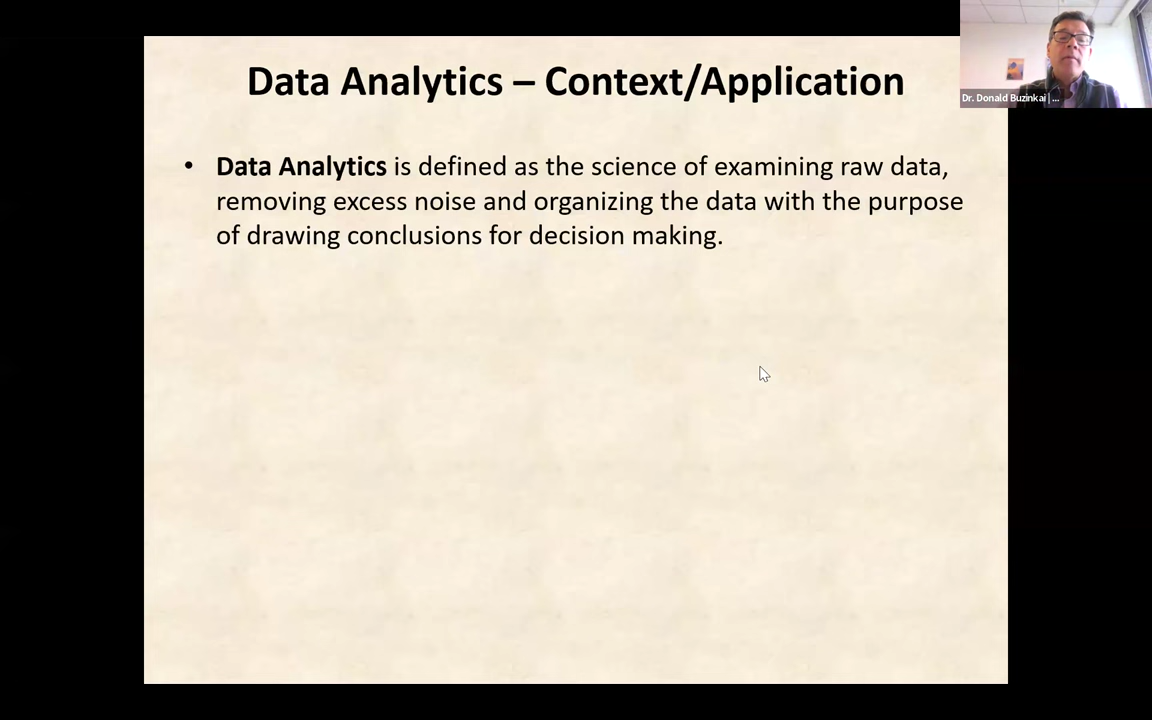 Data Analytics – Context/Application
• Data Analytics is defined as the science of examining raw data,
removing excess noise and organizing the data with the purpose
of drawing conclusions for decision making.
Dr. Donald Buzinkai | ...